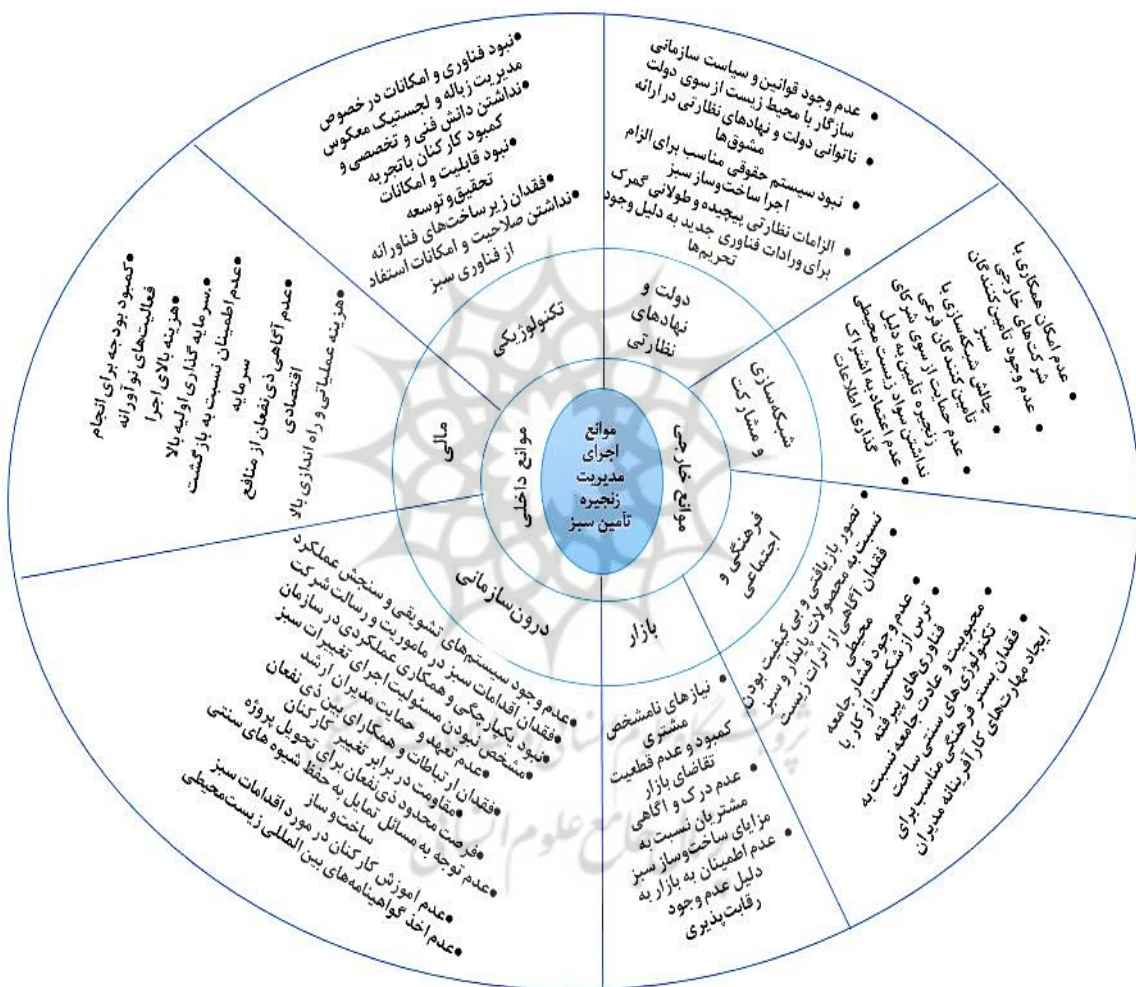 موانع
اجرای
مدیریت
زنجیره
تأمین سبز
موانع خارجی
موانع داخلی
دولت و
نهادهای
نظارتی
• عدم وجود قوانین و سیاست سازمانی
سازگار با محیط زیست از سوی دولت
• ناتوانی دولت و نهادهای نظارتی در ارائه
مشوق‌ها
• نبود سیستم حقوقی مناسب برای الزام
اجرا ساخت‌وساز سبز
• الزامات نظارتی پیچیده و طولانی گمرک
برای ورادات فناوری جدید به دلیل وجود
تحریم‌ها
شبکه‌سازی
و مشارکت
• عدم امکان همکاری با
شرکت‌های خارجی
• عدم وجود تأمین‌کنندگان
سبز
• چالش شبکه‌سازی با
تأمین کنندگان فرعی
• عدم حمایت از سوی شرکای
زنجیره تأمین به دلیل
نداشتن سواد زیست محیطی
• عدم اعتماد به اشتراک
گذاری اطلاعات
فرهنگی و
اجتماعی
• تصور بازیافتی و بی کیفیت بودن
نسبت به محصولات پایدار و سبز
• فقدان آگاهی از اثرات زیست
محیطی
• عدم وجود فشار جامعه
• ترس از شکست از کار با
فناوری‌های پیرفته
• محبوبیت و عادت جامعه نسبت به
تکنولوژی‌های سنتی ساخت
• فقدان بستر فرهنگی مناسب برای
ایجاد مهارت‌های کارآفرینانه مدیران
بازار
• نیازهای نامشخص
مشتری
• کمبود و عدم قطعیت
تقاضای بازار
• عدم درک و آگاهی
مشتریان نسبت به
مزایای ساخت‌وساز سبز
• عدم اطمینان به بازار به
دلیل عدم وجود
رقابت‌پذیری
درون‌سازمانی
• عدم وجود سیستم‌های تشویقی و سنجش عملکرد
• فقدان اقدامات سبز در ماموریت و رسالت شرکت
• نبود یکپارچگی و همکاری عملکردی در سازمان
• مشخص نبودن مسئولیت اجرای تغییرات سبز
• عدم تعهد و حمایت مدیران ارشد
• فقدان ارتباطات و همکارای بین ذی نفعان
• مقاومت در برابر تغییر کارکنان
• فرصت محدود ذی‌نفعان برای تحویل پروژه
• عدم توجه به مسائل تمایل به حفظ شیوه های سنتی
ساخت‌وساز
• عدم اموزش کارکنان در مورد اقدامات سبز
• عدم اخذ گواهینامه‌های بین المللی زیست‌محیطی
مالی
• کمبود بودجه برای انجام
فعالیت‌های نوآورانه
• هزینه بالای اجرا
• سرمایه گذاری اولیه بالا
• عدم اطمینان نسبت به بازگشت
سرمایه
• عدم آگاهی ذی‌نفعان از منافع
اقتصادی
• هزینه عملیاتی و راه اندازی بالا
تکنولوژیکی
• نبود فناوری و امکانات در خصوص
مدیریت زباله و لجستیک معکوس
• نداشتن دانش فنی و تخصصی و
کمبود کارکنان باتجربه
• نبود قابلیت و امکانات
تحقیق‌وتوسعه
• فقدان زیرساخت‌های فناورانه
• نداشتن صلاحیت و امکانات استفاد
از فناوری سبز
پژوهشگاه علوم انسانی و مطالعات فرهنگی
پرتال جامع علوم انسانی